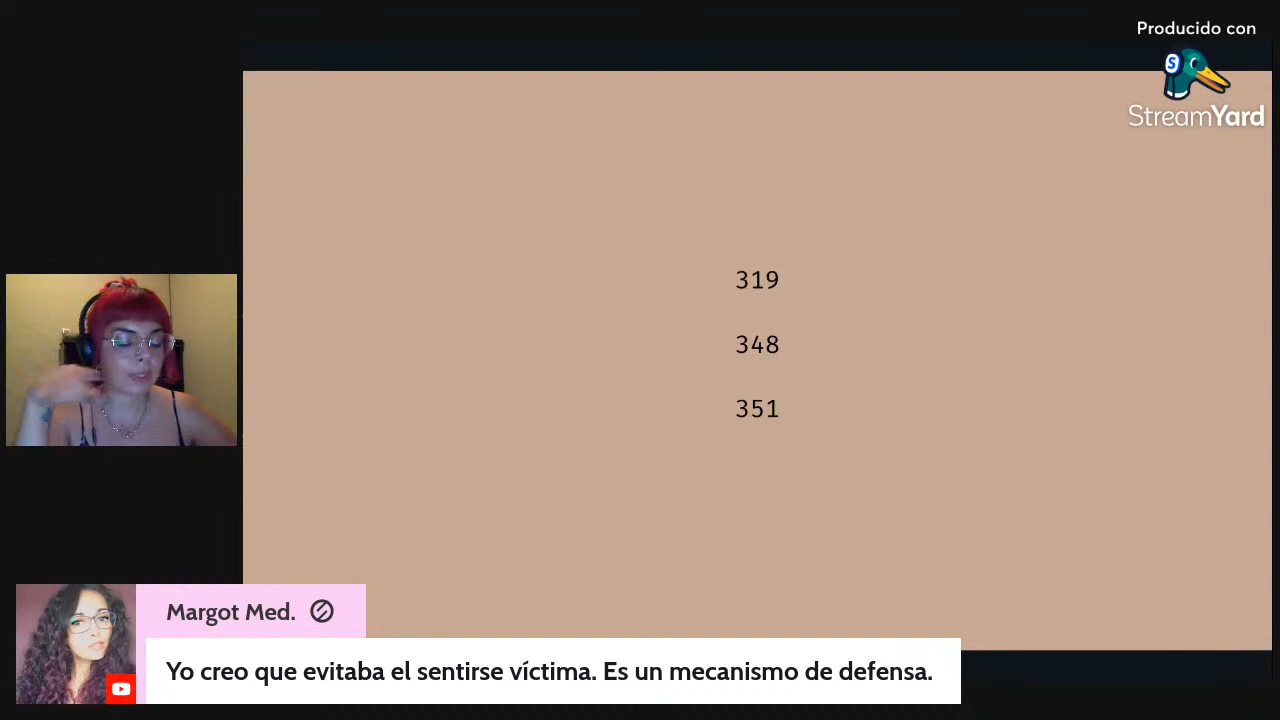 Producido con
StreamYard
319
348
351
Margot Med.
Yo creo que evitaba el sentirse víctima. Es un mecanismo de defensa.